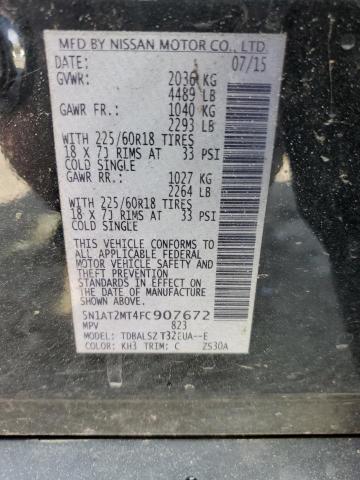 MFD BY NISSAN MOTOR CO., LTD.
DATE: 07/15
GVWR: 2036 KG
4489 LB
GAWR FR.: 1040 KG
2293 LB
WITH 225/60R18 TIRES
18 X 7J RIMS AT 33 PSI
COLD SINGLE
GAWR RR.: 1027 KG
2264 LB
WITH 225/60R18 TIRES
18 X 7J RIMS AT 33 PSI
COLD SINGLE
THIS VEHICLE CONFORMS TO
ALL APPLICABLE FEDERAL
MOTOR VEHICLE SAFETY
AND THEFT PREVENTION
STANDARDS IN EFFECT ON
THE DATE OF MANUFACTURE
SHOWN ABOVE.
5N1AT2MT4FC907672
MPV 823
MODEL: TDBALSZ T32EUA--E
COLOR: KH3 TRIM: C ZS30A